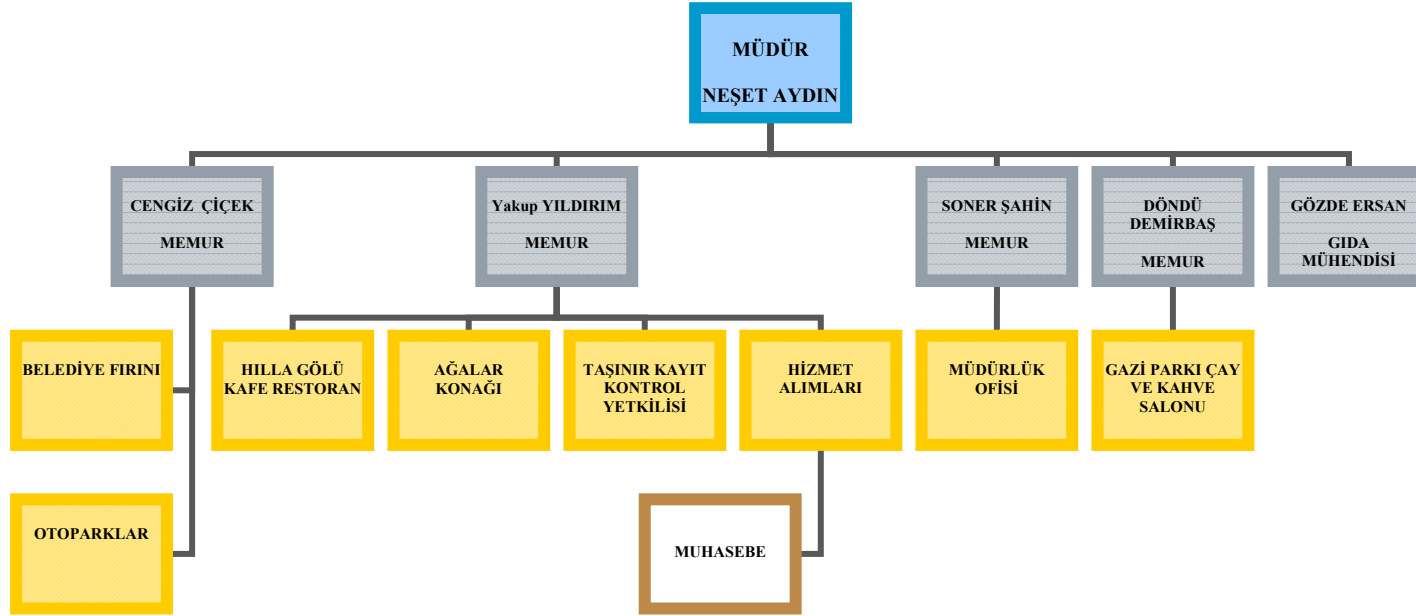 MÜDÜR
NEŞET AYDIN
CENGİZ ÇİÇEK
MEMUR
Yakup YILDIRIM
MEMUR
SONER ŞAHİN
MEMUR
DÖNDÜ
DEMİRBAŞ
MEMUR
GÖZDE ERSAN
GIDA
MÜHENDİSİ
BELEDİYE FIRINI
HILLA GÖLÜ
KAFE RESTORAN
AĞALAR
KONAĞI
TAŞINIR KAYIT
KONTROL
YETKİLİSİ
HİZMET
ALIMLARI
MÜDÜRLÜK
OFİSİ
GAZİ PARKI ÇAY
VE KAHVE
SALONU
OTOPARKLAR
MUHASEBE